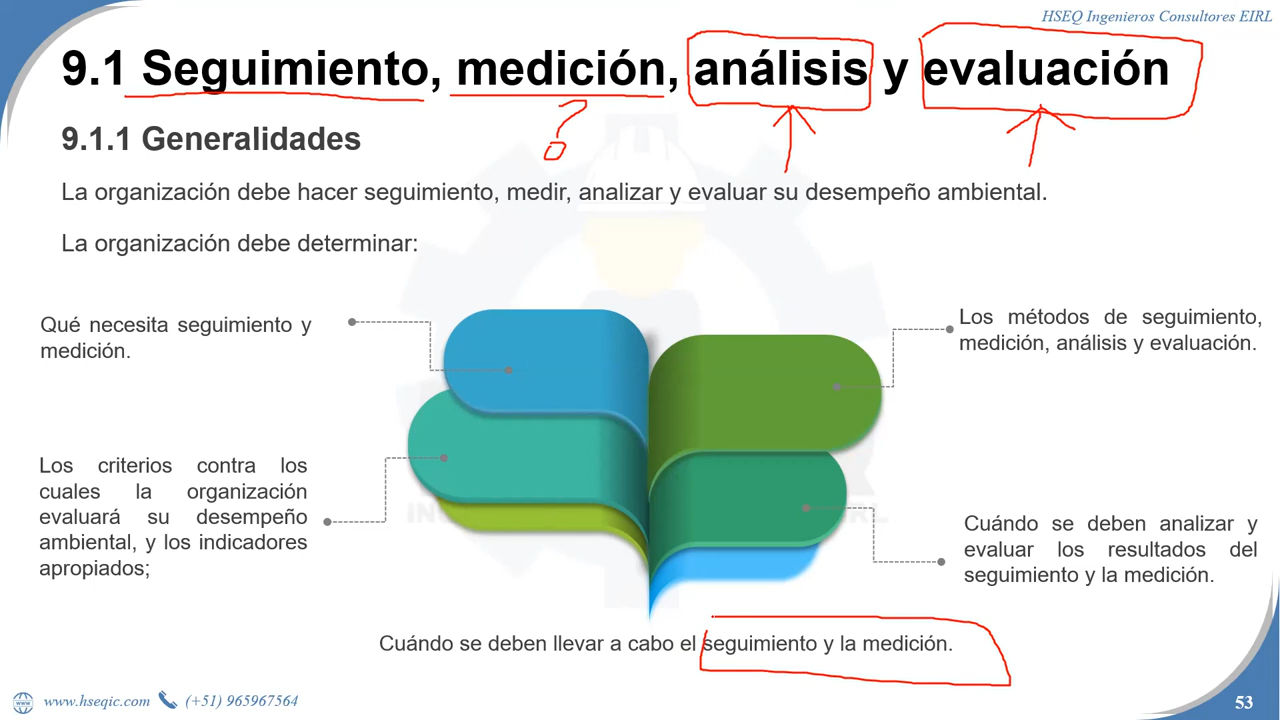 HSEQ Ingenieros Consultores EIRL
9.1 Seguimiento, medición, análisis y evaluación
?
9.1.1 Generalidades
La organización debe hacer seguimiento, medir, analizar y evaluar su desempeño ambiental.
La organización debe determinar:
Qué necesita seguimiento y
medición.
Los métodos de seguimiento,
medición, análisis y evaluación.
Los criterios contra los
cuales la organización
evaluará su desempeño
ambiental, y los indicadores
apropiados;
Cuándo se deben analizar y
evaluar los resultados del
seguimiento y la medición.
Cuándo se deben llevar a cabo el seguimiento y la medición.
www.hseqic.com (+51) 965967564
53